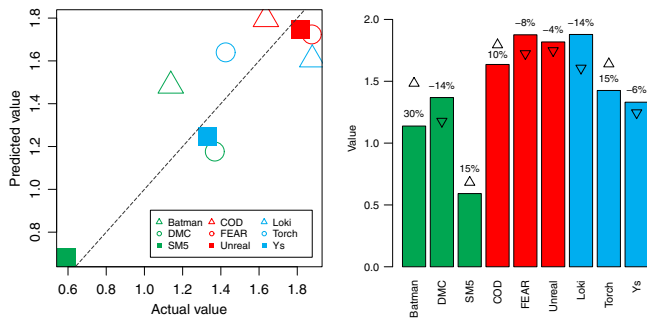 1.8
1.6
1.4
1.2
1.0
0.8
Predicted value
0.6 0.8 1.0 1.2 1.4 1.6 1.8
Actual value
Batman COD Loki
DMC FEAR Torch
SM5 Unreal Ys
2.0
1.5
1.0
0.5
0.0
Value
30%
-14%
15%
10%
-8%
-4%
-14%
15%
-6%
Batman
DMC
SM5
COD
FEAR
Unreal
Loki
Torch
Ys